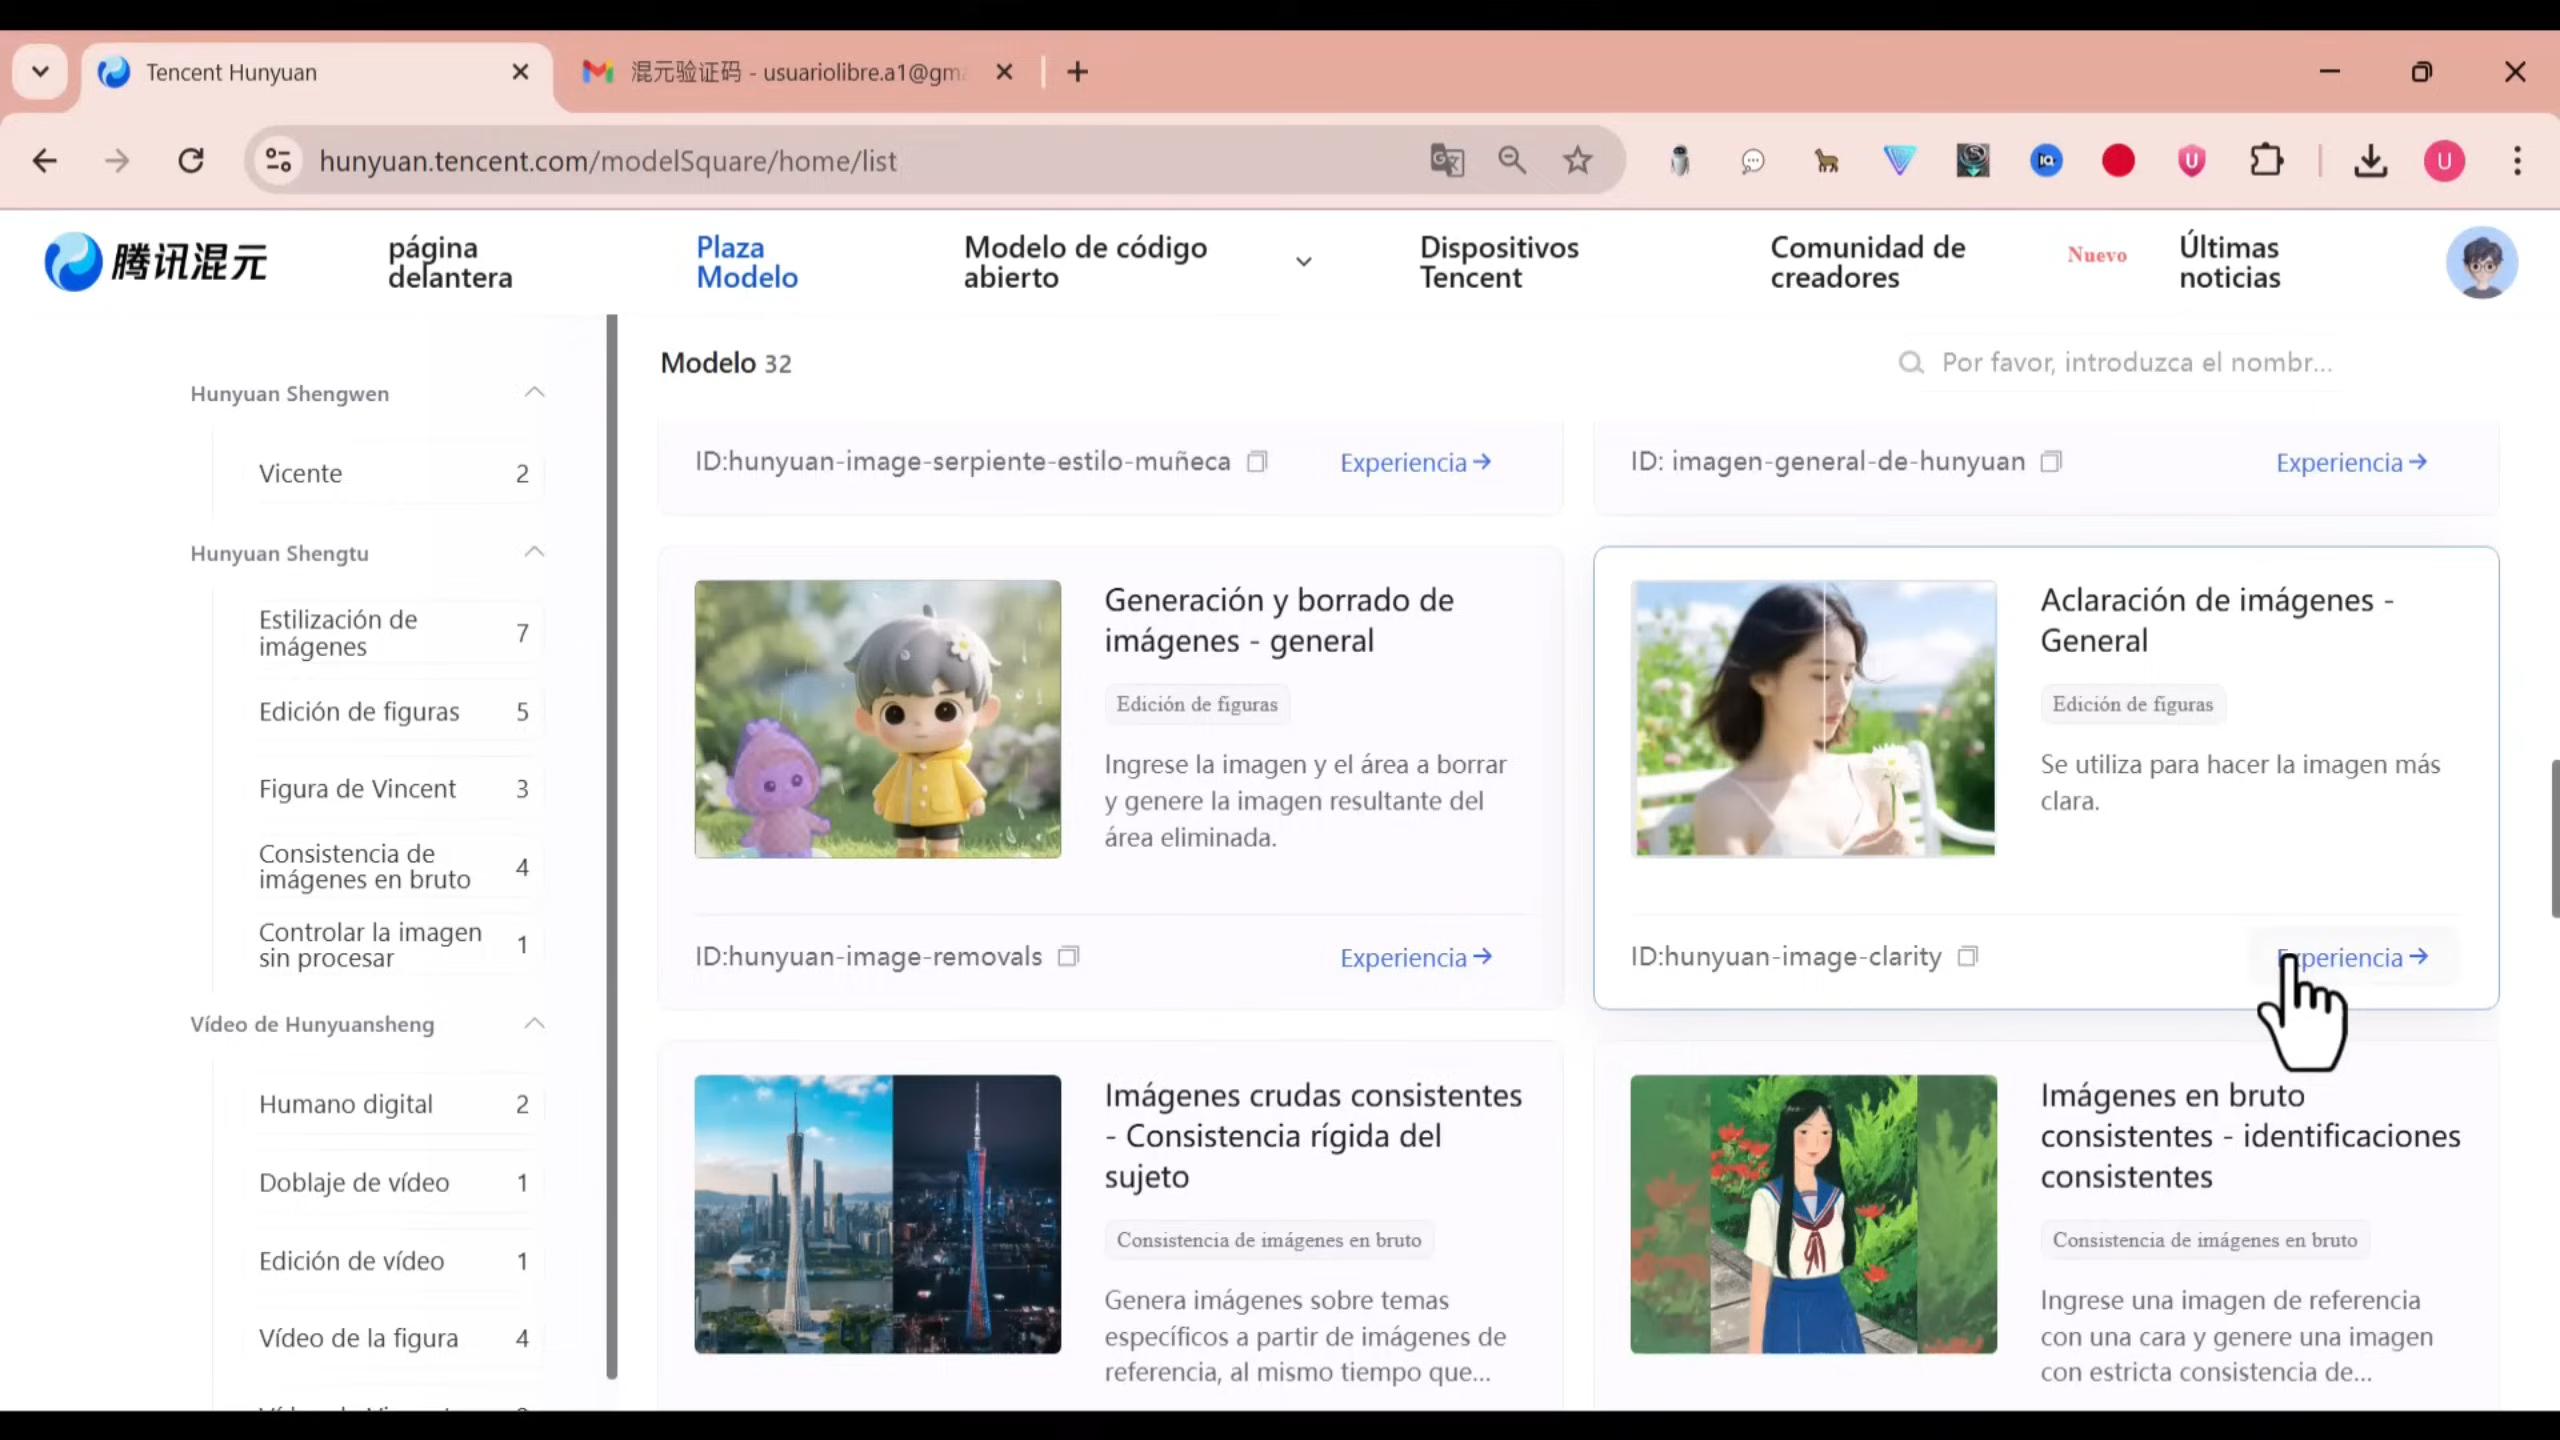 Tencent Hunyuan
混元验证码 - usuariolibre.a1@gm
hunyuan.tencent.com/modelSquare/home/list
U
腾讯混元
página
delantera
Plaza
Modelo
Modelo de código
abierto
Dispositivos
Tencent
Comunidad de
creadores
Nuevo
Últimas
noticias
Hunyuan Shengwen
Vicente 2
Hunyuan Shengtu
Estilización de
imágenes 7
Edición de figuras 5
Figura de Vincent 3
Consistencia de
imágenes en bruto 4
Controlar la imagen
sin procesar 1
Vídeo de Hunyuansheng
Humano digital 2
Doblaje de vídeo 1
Edición de vídeo 1
Vídeo de la figura 4
Modelo 32
Por favor, introduzca el nombr...
ID:hunyuan-image-serpiente-estilo-muñeca
Experiencia
ID: imagen-general-de-hunyuan
Experiencia
Generación y borrado de
imágenes - general
Edición de figuras
Ingrese la imagen y el área a borrar
y genere la imagen resultante del
área eliminada.
ID:hunyuan-image-removals
Experiencia
Aclaración de imágenes -
General
Edición de figuras
Se utiliza para hacer la imagen más
clara.
ID:hunyuan-image-clarity
Experiencia
Imágenes crudas consistentes
- Consistencia rígida del
sujeto
Consistencia de imágenes en bruto
Genera imágenes sobre temas
específicos a partir de imágenes de
referencia, al mismo tiempo que...
Imágenes en bruto
consistentes - identificaciones
consistentes
Consistencia de imágenes en bruto
Ingrese una imagen de referencia
con una cara y genere una imagen
con estricta consistencia de...